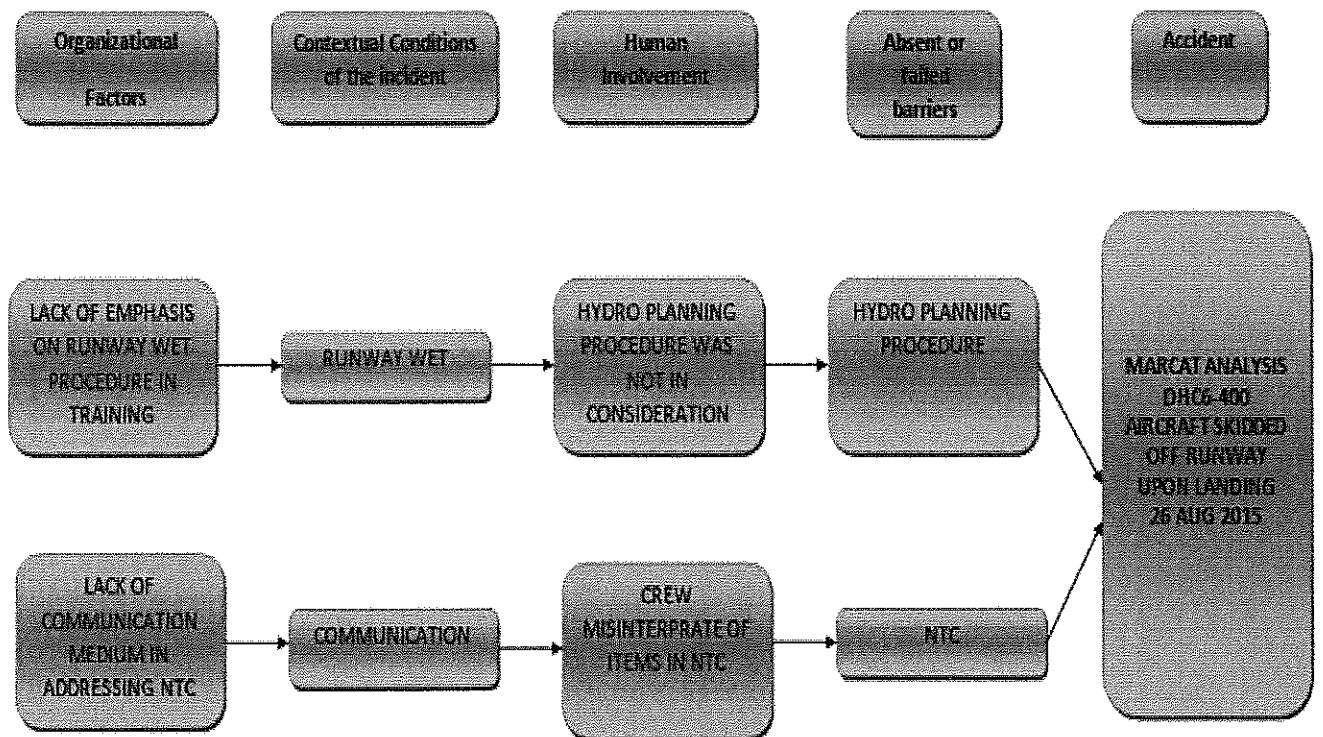 Organizational
Factors
Contextual Conditions
of the incident
Human
Involvement
Absent or
failed
barriers
Accident
LACK OF EMPHASIS
ON RUNWAY WET
PROCEDURE IN
TRAINING
RUNWAY WET
HYDRO PLANNING
PROCEDURE WAS
NOT IN
CONSIDERATION
HYDRO PLANNING
PROCEDURE
MARCAT ANALYSIS
DHC6-400
AIRCRAFT SKIDDED
OFF RUNWAY
UPON LANDING
26 AUG 2015
LACK OF
COMMUNICATION
MEDIUM IN
ADDRESSING NTC
COMMUNICATION
CREW
MISINTERPRATE OF
ITEMS IN NTC
NTC